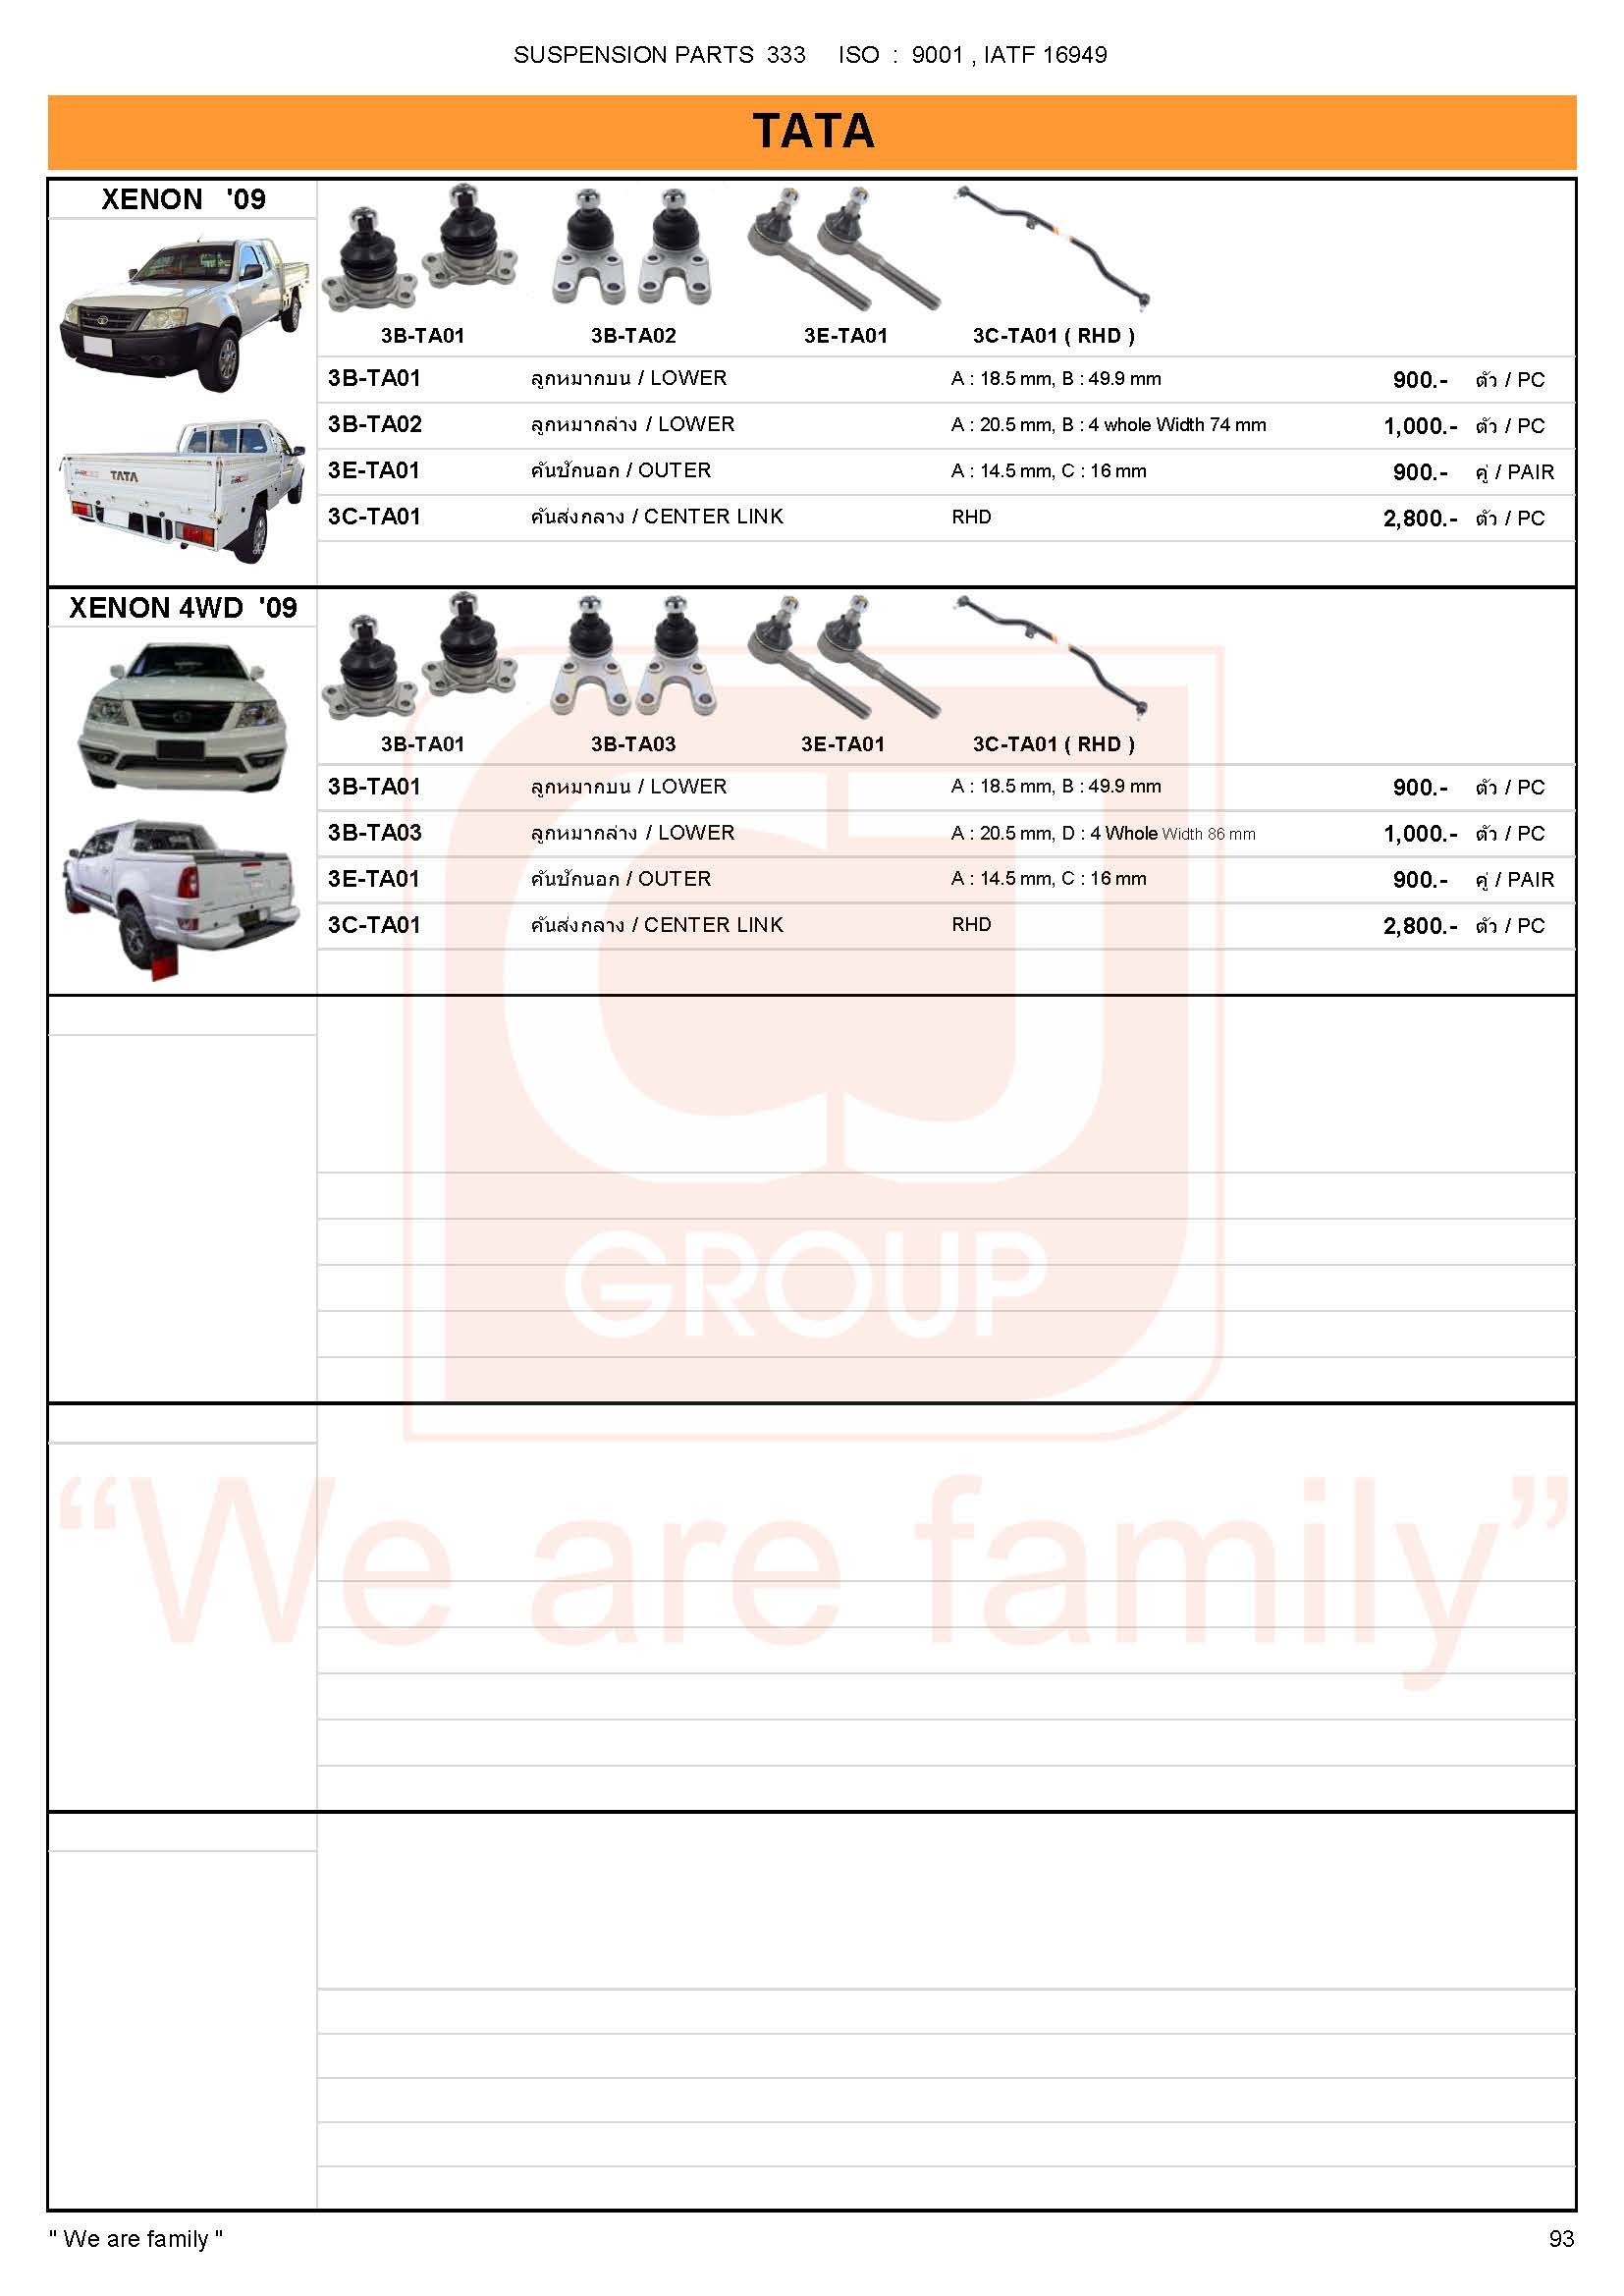 SUSPENSION PARTS 333 ISO : 9001 , IATF 16949
TATA
XENON '09
3B-TA01 3B-TA02 3E-TA01 3C-TA01 ( RHD )
3B-TA01 ลูกหมากบน / LOWER A : 18.5 mm, B : 49.9 mm 900.- ตัว / PC
3B-TA02 ลูกหมากล่าง / LOWER A : 20.5 mm, B : 4 whole Width 74 mm 1,000.- ตัว / PC
3E-TA01 คันชักนอก / OUTER A : 14.5 mm, C : 16 mm 900.- คู่ / PAIR
3C-TA01 คันส่งกลาง / CENTER LINK RHD 2,800.- ตัว / PC
TATA
XENON 4WD '09
3B-TA01 3B-TA03 3E-TA01 3C-TA01 ( RHD )
3B-TA01 ลูกหมากบน / LOWER A : 18.5 mm, B : 49.9 mm 900.- ตัว / PC
3B-TA03 ลูกหมากล่าง / LOWER A : 20.5 mm, D : 4 Whole Width 86 mm 1,000.- ตัว / PC
3E-TA01 คันชักนอก / OUTER A : 14.5 mm, C : 16 mm 900.- คู่ / PAIR
3C-TA01 คันส่งกลาง / CENTER LINK RHD 2,800.- ตัว / PC
CJ
GROUP
“We are family”
" We are family " 93